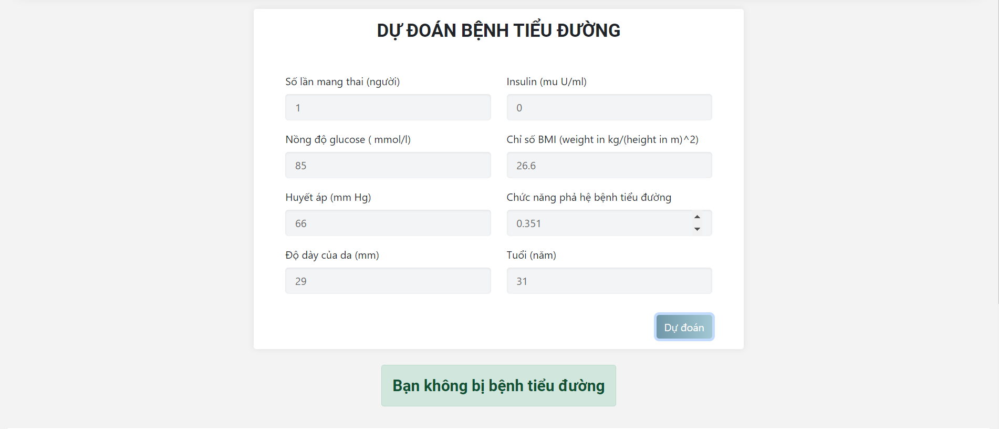 DỰ ĐOÁN BỆNH TIỂU ĐƯỜNG
Số lần mang thai (người)
1
Insulin (mu U/ml)
0
Nồng độ glucose ( mmol/l)
85
Chỉ số BMI (weight in kg/(height in m)^2)
26.6
Huyết áp (mm Hg)
66
Chức năng phả hệ bệnh tiểu đường
0.351
Độ dày của da (mm)
29
Tuổi (năm)
31
Dự đoán
Bạn không bị bệnh tiểu đường